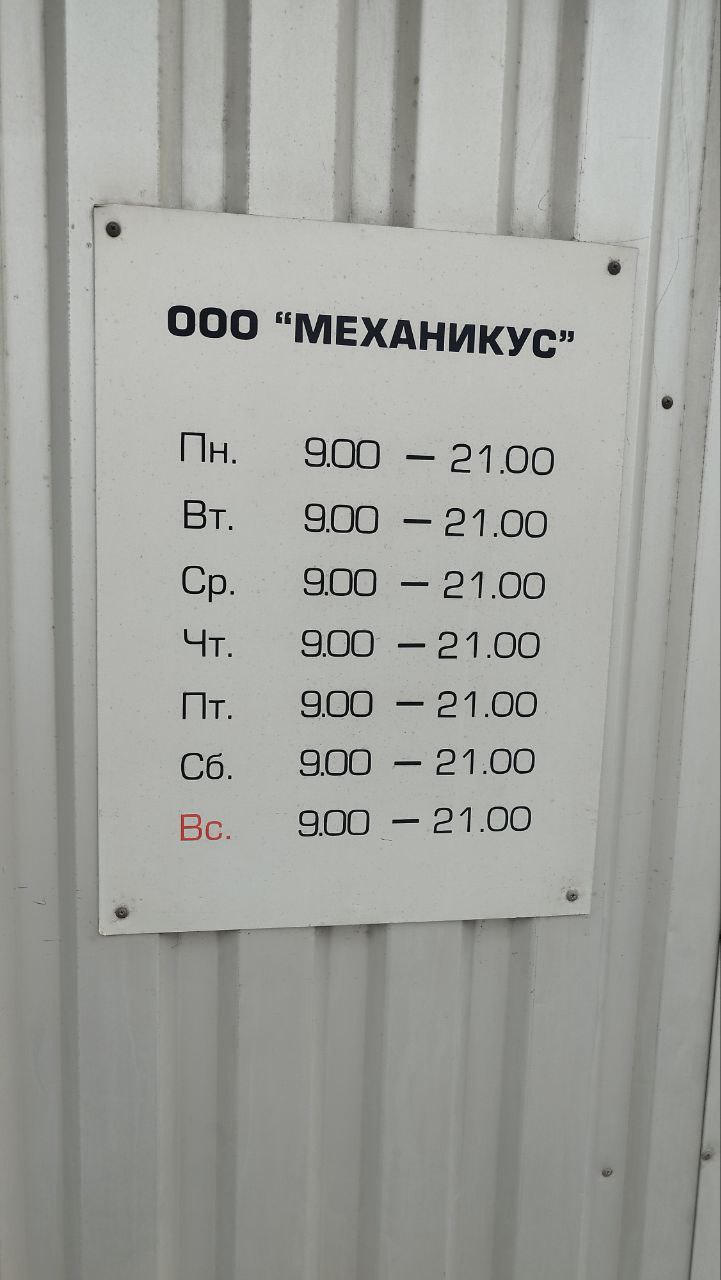 ООО “МЕХАНИКУС”
Пн. 9.00 — 21.00
Вт. 9.00 — 21.00
Ср. 9.00 — 21.00
Чт. 9.00 — 21.00
Пт. 9.00 — 21.00
Сб. 9.00 — 21.00
Вс. 9.00 — 21.00